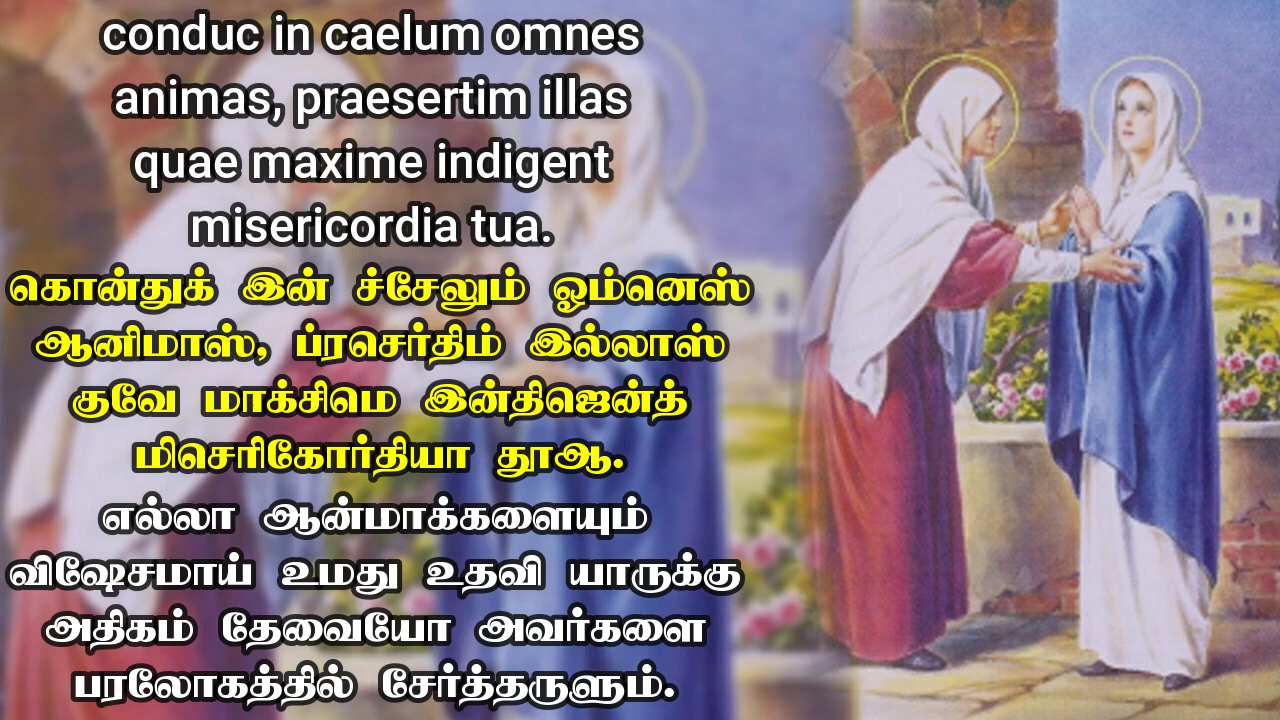 conduc in caelum omnes
animas, praesertim illas
quae maxime indigent
misericordia tua.
கொன்துக் இன் ச்சேலும் ஓம்னெஸ்
ஆனிமாஸ், ப்ரசெர்திம் இல்லாஸ்
குவே மாக்சிமெ இன்திஜென்த்
மிசெரிகோர்தியா தூஆ.
எல்லா ஆன்மாக்களையும்
விஷேசமாய் உமது உதவி யாருக்கு
அதிகம் தேவையோ அவர்களை
பரலோகத்தில் சேர்த்தருளும்.